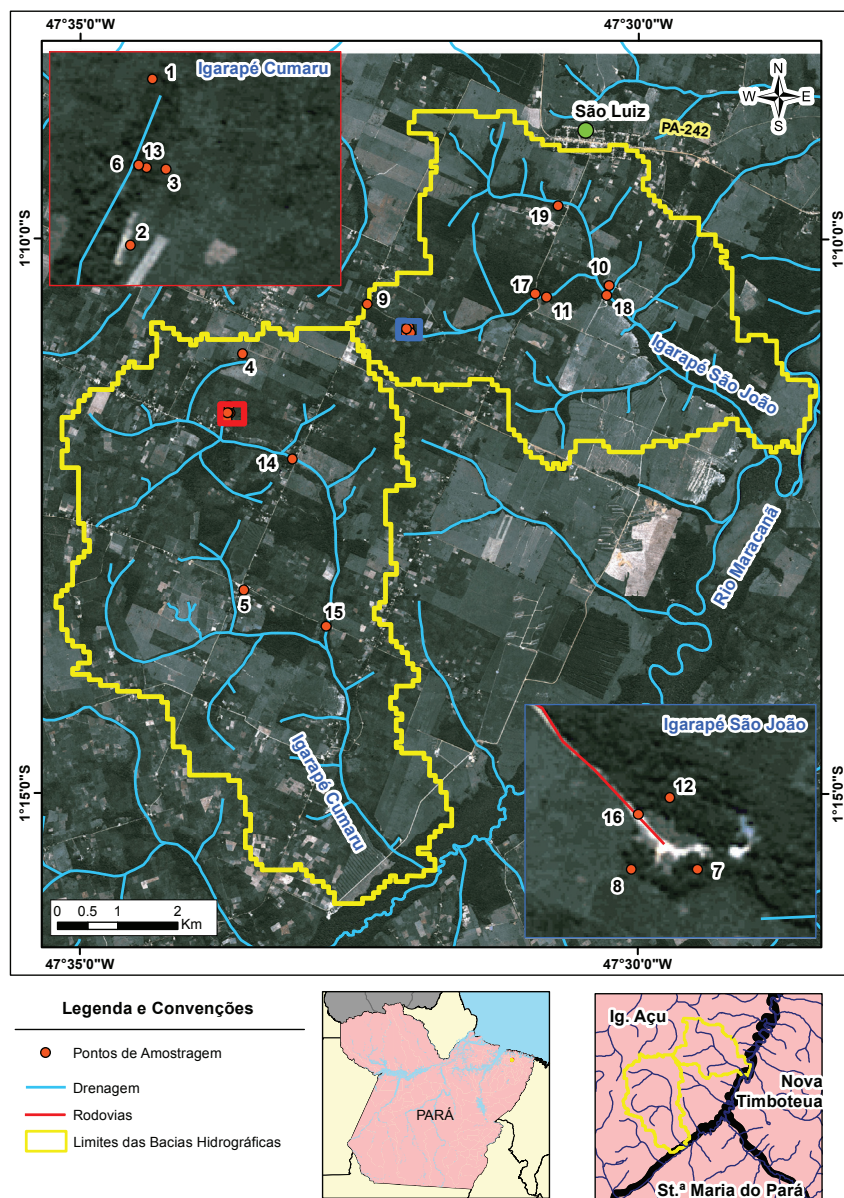 47°35'0"W
47°30'0"W
Igarapé Cumaru
1
6
13
3
2
N
W
E
S
São Luiz
PA-242
1°10'0"S
1°10'0"S
19
10
17
11
18
9
4
Igarapé São João
14
Rio Maracanã
5
15
Igarapé Cumaru
Igarapé São João
12
16
8
7
1°15'0"S
1°15'0"S
0 0.5 1 2
Km
47°35'0"W
47°30'0"W
Legenda e Convenções
Pontos de Amostragem
Drenagem
Rodovias
Limites das Bacias Hidrográficas
PARÁ
Ig. Açu
Nova
Timboteua
St.ª Maria do Pará